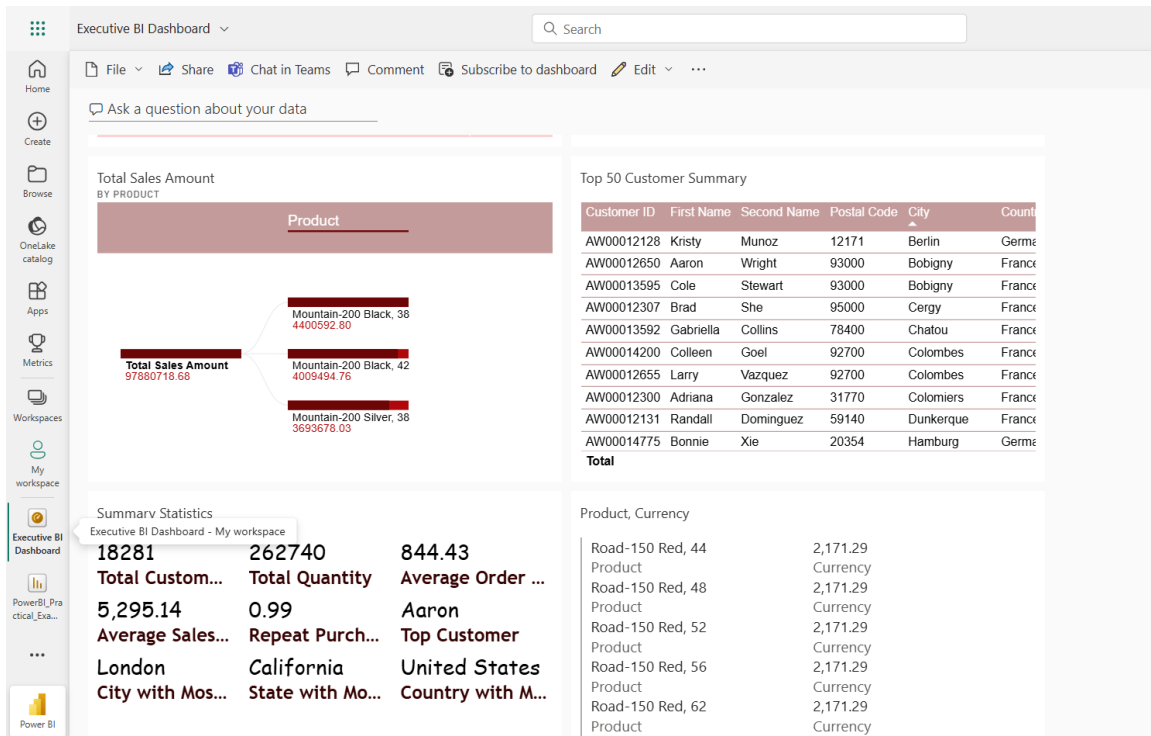 Executive BI Dashboard
Search
File
Share
Chat in Teams
Comment
Subscribe to dashboard
Edit
Ask a question about your data
Home
Create
Browse
OneLake
catalog
Apps
Metrics
Workspaces
My
workspace
Executive BI
Dashboard
PowerBI_Pra
ctical_Exa...
Power BI
Total Sales Amount
BY PRODUCT
Product
Mountain-200 Black, 38
4400592.80
Total Sales Amount
97880718.68
Mountain-200 Black, 42
4009494.76
Mountain-200 Silver, 38
3693678.03
Top 50 Customer Summary
Customer ID First Name Second Name Postal Code City Countr
AW00012128 Kristy Munoz 12171 Berlin Germa
AW00012650 Aaron Wright 93000 Bobigny France
AW00013595 Cole Stewart 93000 Bobigny France
AW00012307 Brad She 95000 Cergy France
AW00013592 Gabriella Collins 78400 Chatou France
AW00014200 Colleen Goel 92700 Colombes France
AW00012655 Larry Vazquez 92700 Colombes France
AW00012300 Adriana Gonzalez 31770 Colomiers France
AW00012131 Randall Dominguez 59140 Dunkerque France
AW00014775 Bonnie Xie 20354 Hamburg Germa
Total
Summary Statistics
Executive BI Dashboard - My workspace
18281 262740 844.43
Total Custom... Total Quantity Average Order ...
5,295.14 0.99 Aaron
Average Sales... Repeat Purch... Top Customer
London California United States
City with Mos... State with Mo... Country with M...
Product, Currency
Road-150 Red, 44 2,171.29
Product Currency
Road-150 Red, 48 2,171.29
Product Currency
Road-150 Red, 52 2,171.29
Product Currency
Road-150 Red, 56 2,171.29
Product Currency
Road-150 Red, 62 2,171.29
Product Currency